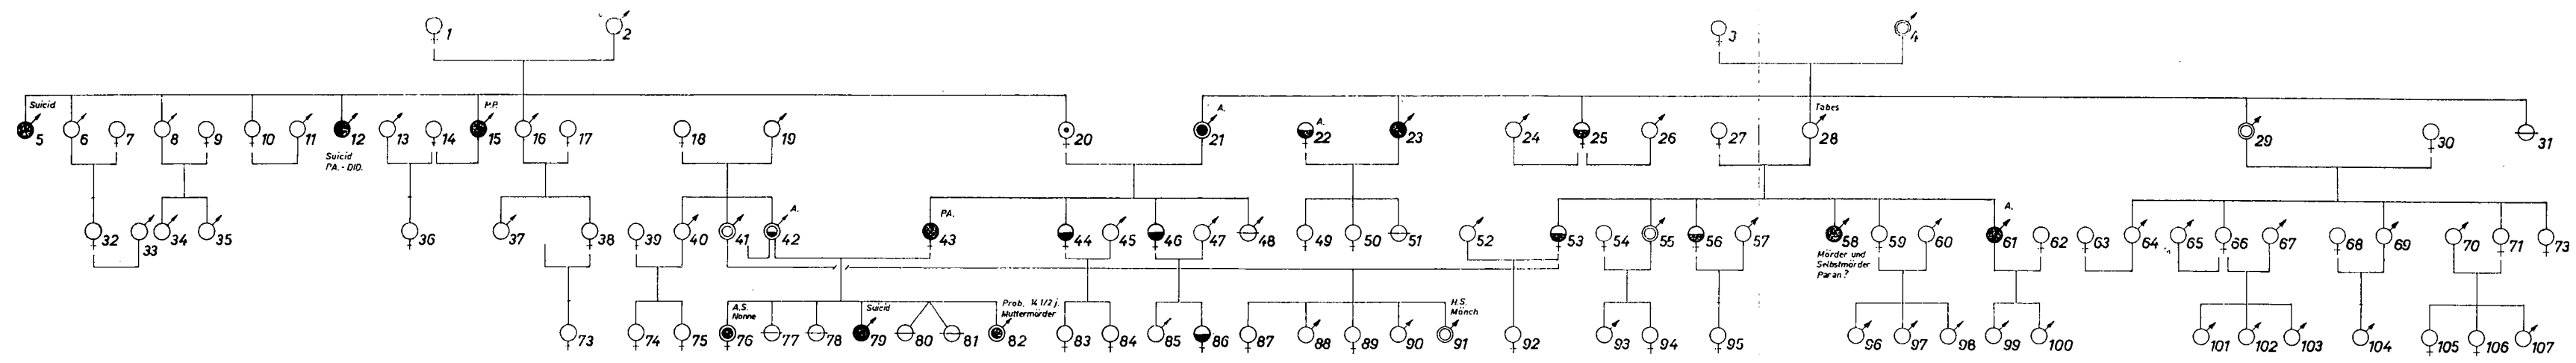 1 2 3 4
Suicid P.P. A. A. Tabes
5 6 7 8 9 10 11 12 13 14 15 16 17 18 19 20 21 22 23 24 25 26 27 28 29 30 31
Suicid
PA. - DID.
A. PA. A.
32 33 34 35 36 37 38 39 40 41 42 43 44 45 46 47 48 49 50 51 52 53 54 55 56 57 58 59 60 61 62 63 64 65 66 67 68 69 70 71 73
Mörder und
Selbstmörder
Paran?
A.S. Suicid Prob. 14 1/2 j. H.S.
Nonne Muttermörder Mönch
73 74 75 76 77 78 79 80 81 82 83 84 85 86 87 88 89 90 91 92 93 94 95 96 97 98 99 100 101 102 103 104 105 106 107